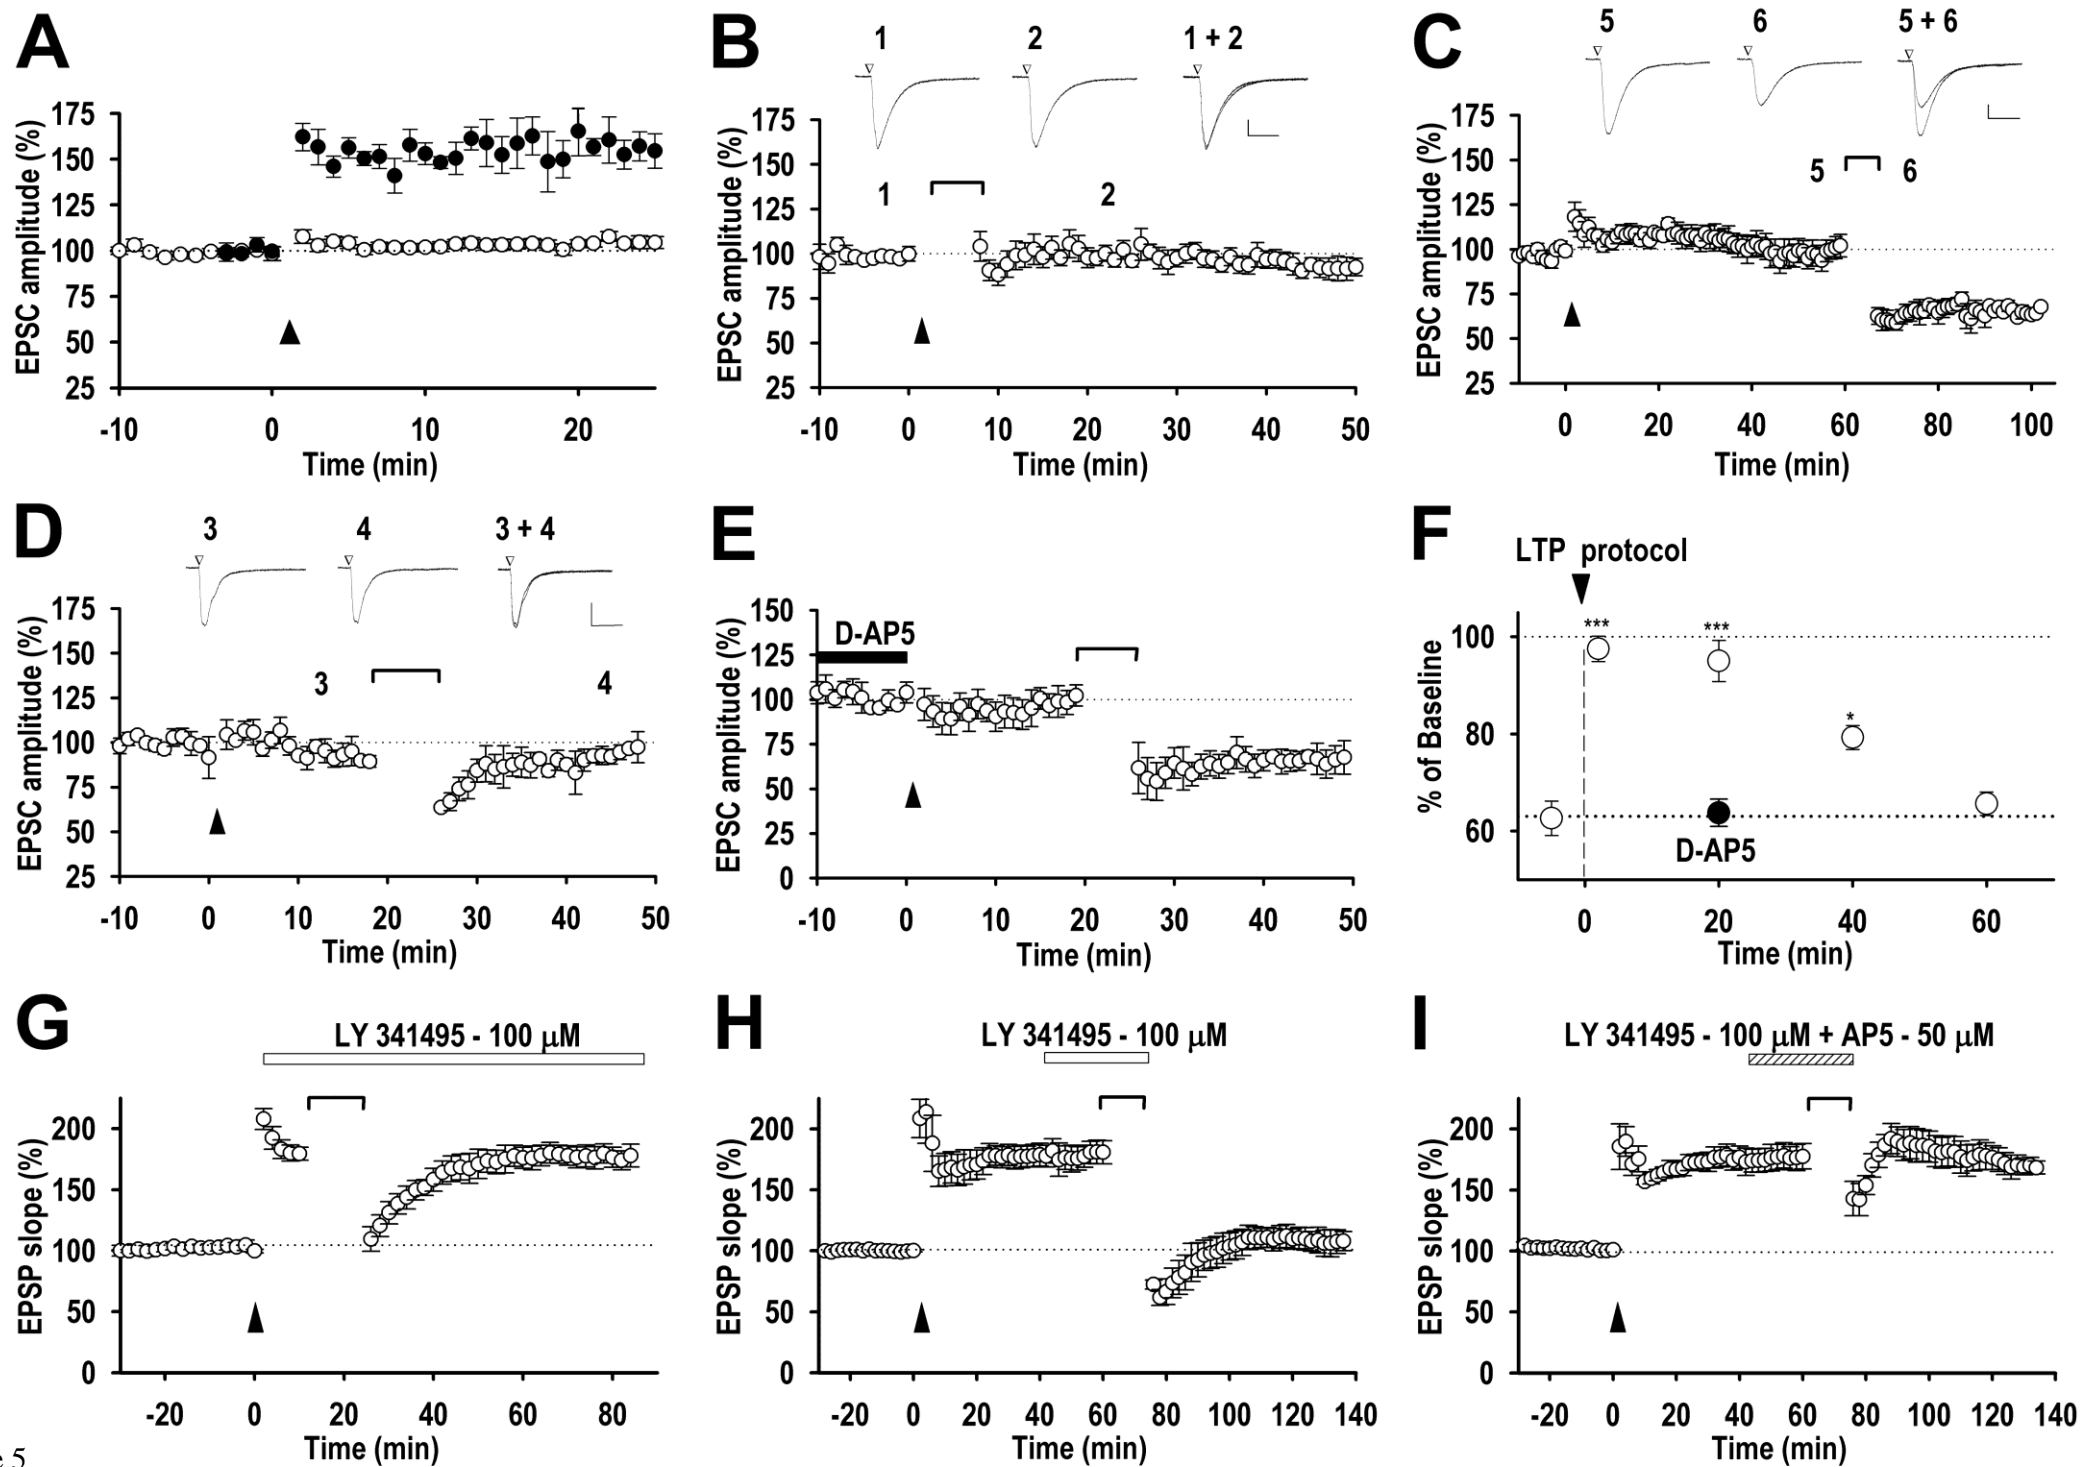 A
EPSC amplitude (%)
175
150
125
100
75
50
25
-10 0 10 20
Time (min)
B
1 2 1 + 2
EPSC amplitude (%)
175
150
125
100
75
50
25
1 2
-10 0 10 20 30 40 50
Time (min)
C
5 6 5 + 6
EPSC amplitude (%)
175
150
125
100
75
50
25
5 6
0 20 40 60 80 100
Time (min)
D
3 4 3 + 4
EPSC amplitude (%)
175
150
125
100
75
50
25
3 4
-10 0 10 20 30 40 50
Time (min)
E
EPSC amplitude (%)
150
125
100
75
50
25
0
D-AP5
-10 0 10 20 30 40 50
Time (min)
F
LTP protocol
% of Baseline
100
80
60
*** *** *
D-AP5
0 20 40 60
Time (min)
G
LY 341495 - 100 µM
EPSP slope (%)
200
150
100
50
0
-20 0 20 40 60 80
Time (min)
H
LY 341495 - 100 µM
EPSP slope (%)
200
150
100
50
0
-20 0 20 40 60 80 100 120 140
Time (min)
I
LY 341495 - 100 µM + AP5 - 50 µM
EPSP slope (%)
200
150
100
50
0
-20 0 20 40 60 80 100 120 140
Time (min)
5